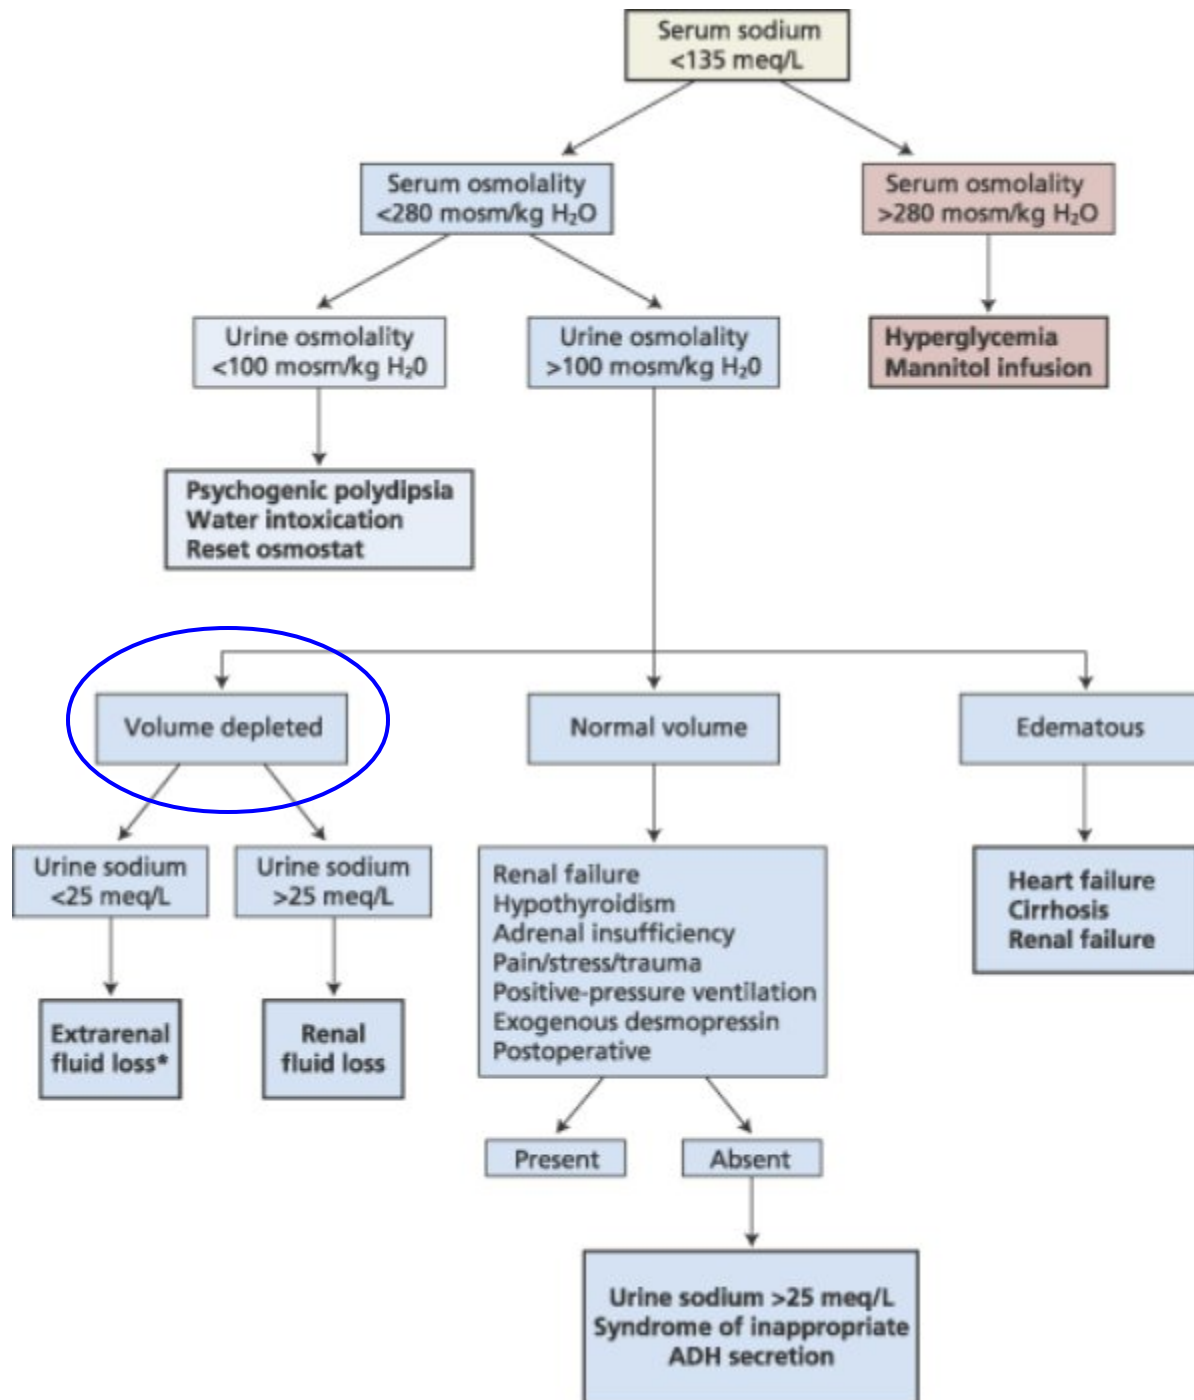 Serum sodium
<135 meq/L
Serum osmolality
<280 mosm/kg H₂O
Serum osmolality
>280 mosm/kg H₂O
Urine osmolality
<100 mosm/kg H₂0
Urine osmolality
>100 mosm/kg H₂0
Hyperglycemia
Mannitol infusion
Psychogenic polydipsia
Water intoxication
Reset osmostat
Volume depleted
Normal volume
Edematous
Urine sodium
<25 meq/L
Urine sodium
>25 meq/L
Renal failure
Hypothyroidism
Adrenal insufficiency
Pain/stress/trauma
Positive-pressure ventilation
Exogenous desmopressin
Postoperative
Heart failure
Cirrhosis
Renal failure
Extrarenal
fluid loss*
Renal
fluid loss
Present
Absent
Urine sodium >25 meq/L
Syndrome of inappropriate
ADH secretion